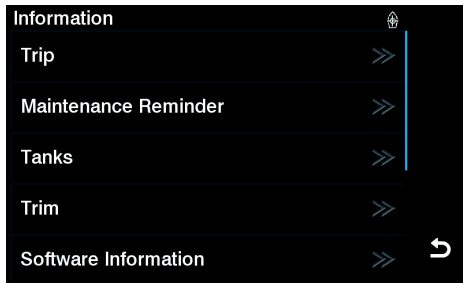 Information
Trip
Maintenance Reminder
Tanks
Trim
Software Information